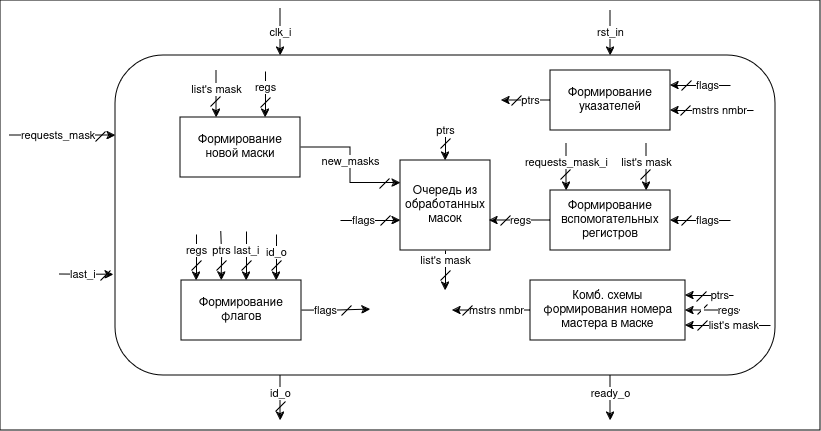 clk_i
rst_in
list's mask
regs
Формирование
указателей
flags
ptrs
mstrs nmbr
requests_mask
Формирование
новой маски
ptrs
new_masks
requests_mask_i
list's mask
Очередь из
обработанных
масок
flags
regs
Формирование
вспомогательных
регистров
flags
regs
ptrs
last_i
id_o
list's mask
last_i
Формирование
флагов
flags
mstrs nmbr
Комб. схемы
формирования номера
мастера в маске
ptrs
regs
list's mask
id_o
ready_o